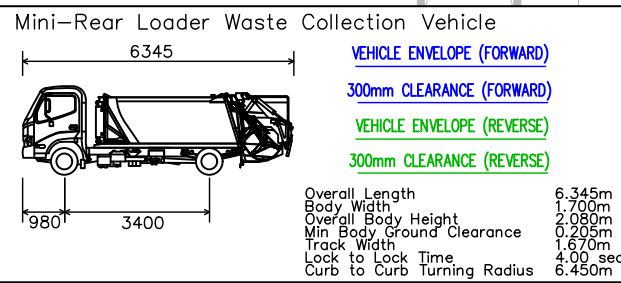 Mini-Rear Loader Waste Collection Vehicle
6345
VEHICLE ENVELOPE (FORWARD)
300mm CLEARANCE (FORWARD)
VEHICLE ENVELOPE (REVERSE)
300mm CLEARANCE (REVERSE)
980
3400
Overall Length 6.345m
Body Width 1.700m
Overall Body Height 2.080m
Min Body Ground Clearance 0.205m
Track Width 1.670m
Lock to Lock Time 4.00 sec
Curb to Curb Turning Radius 6.450m